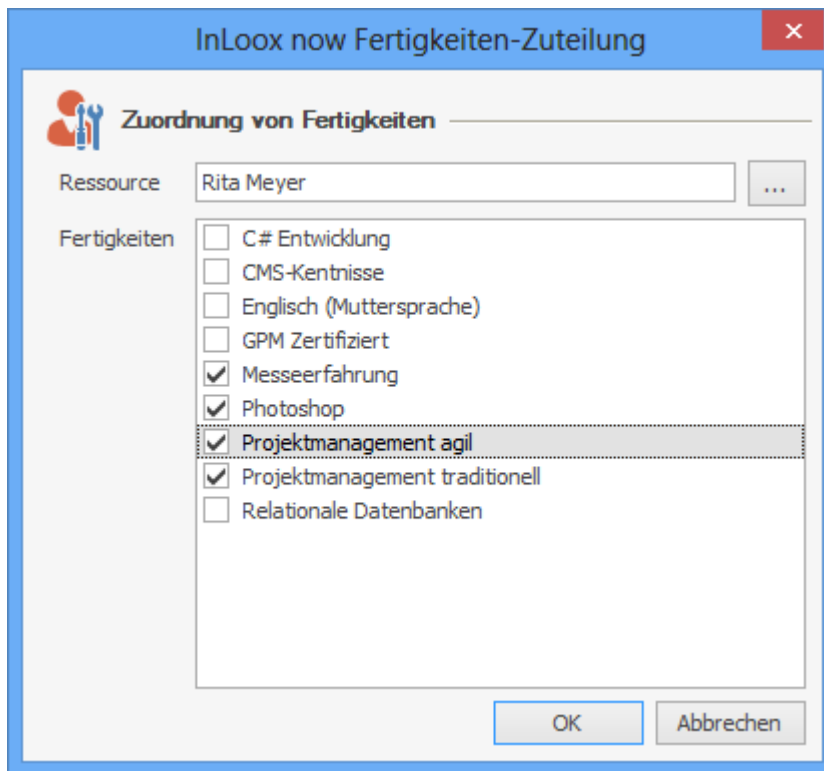 InLoox now Fertigkeiten-Zuteilung
Zuordnung von Fertigkeiten
Ressource Rita Meyer ...
Fertigkeiten C# Entwicklung
CMS-Kentnisse
Englisch (Muttersprache)
GPM Zertifiziert
Messeerfahrung
Photoshop
Projektmanagement agil
Projektmanagement traditionell
Relationale Datenbanken
OK Abbrechen